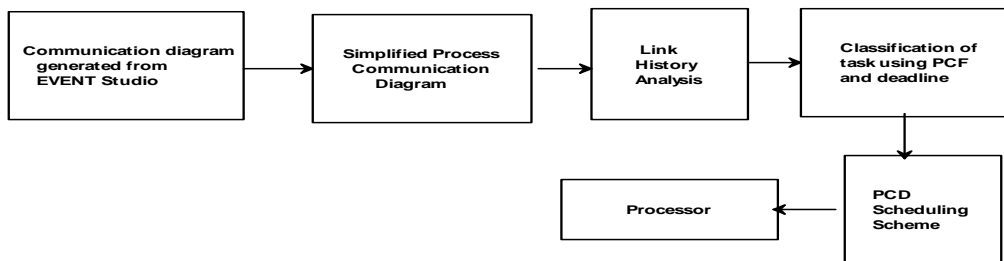 Communication diagram
generated from
EVENT Studio
Simplified Process
Communication
Diagram
Link
History
Analysis
Classification of
task using PCF
and deadline
PCD
Scheduling
Scheme
Processor